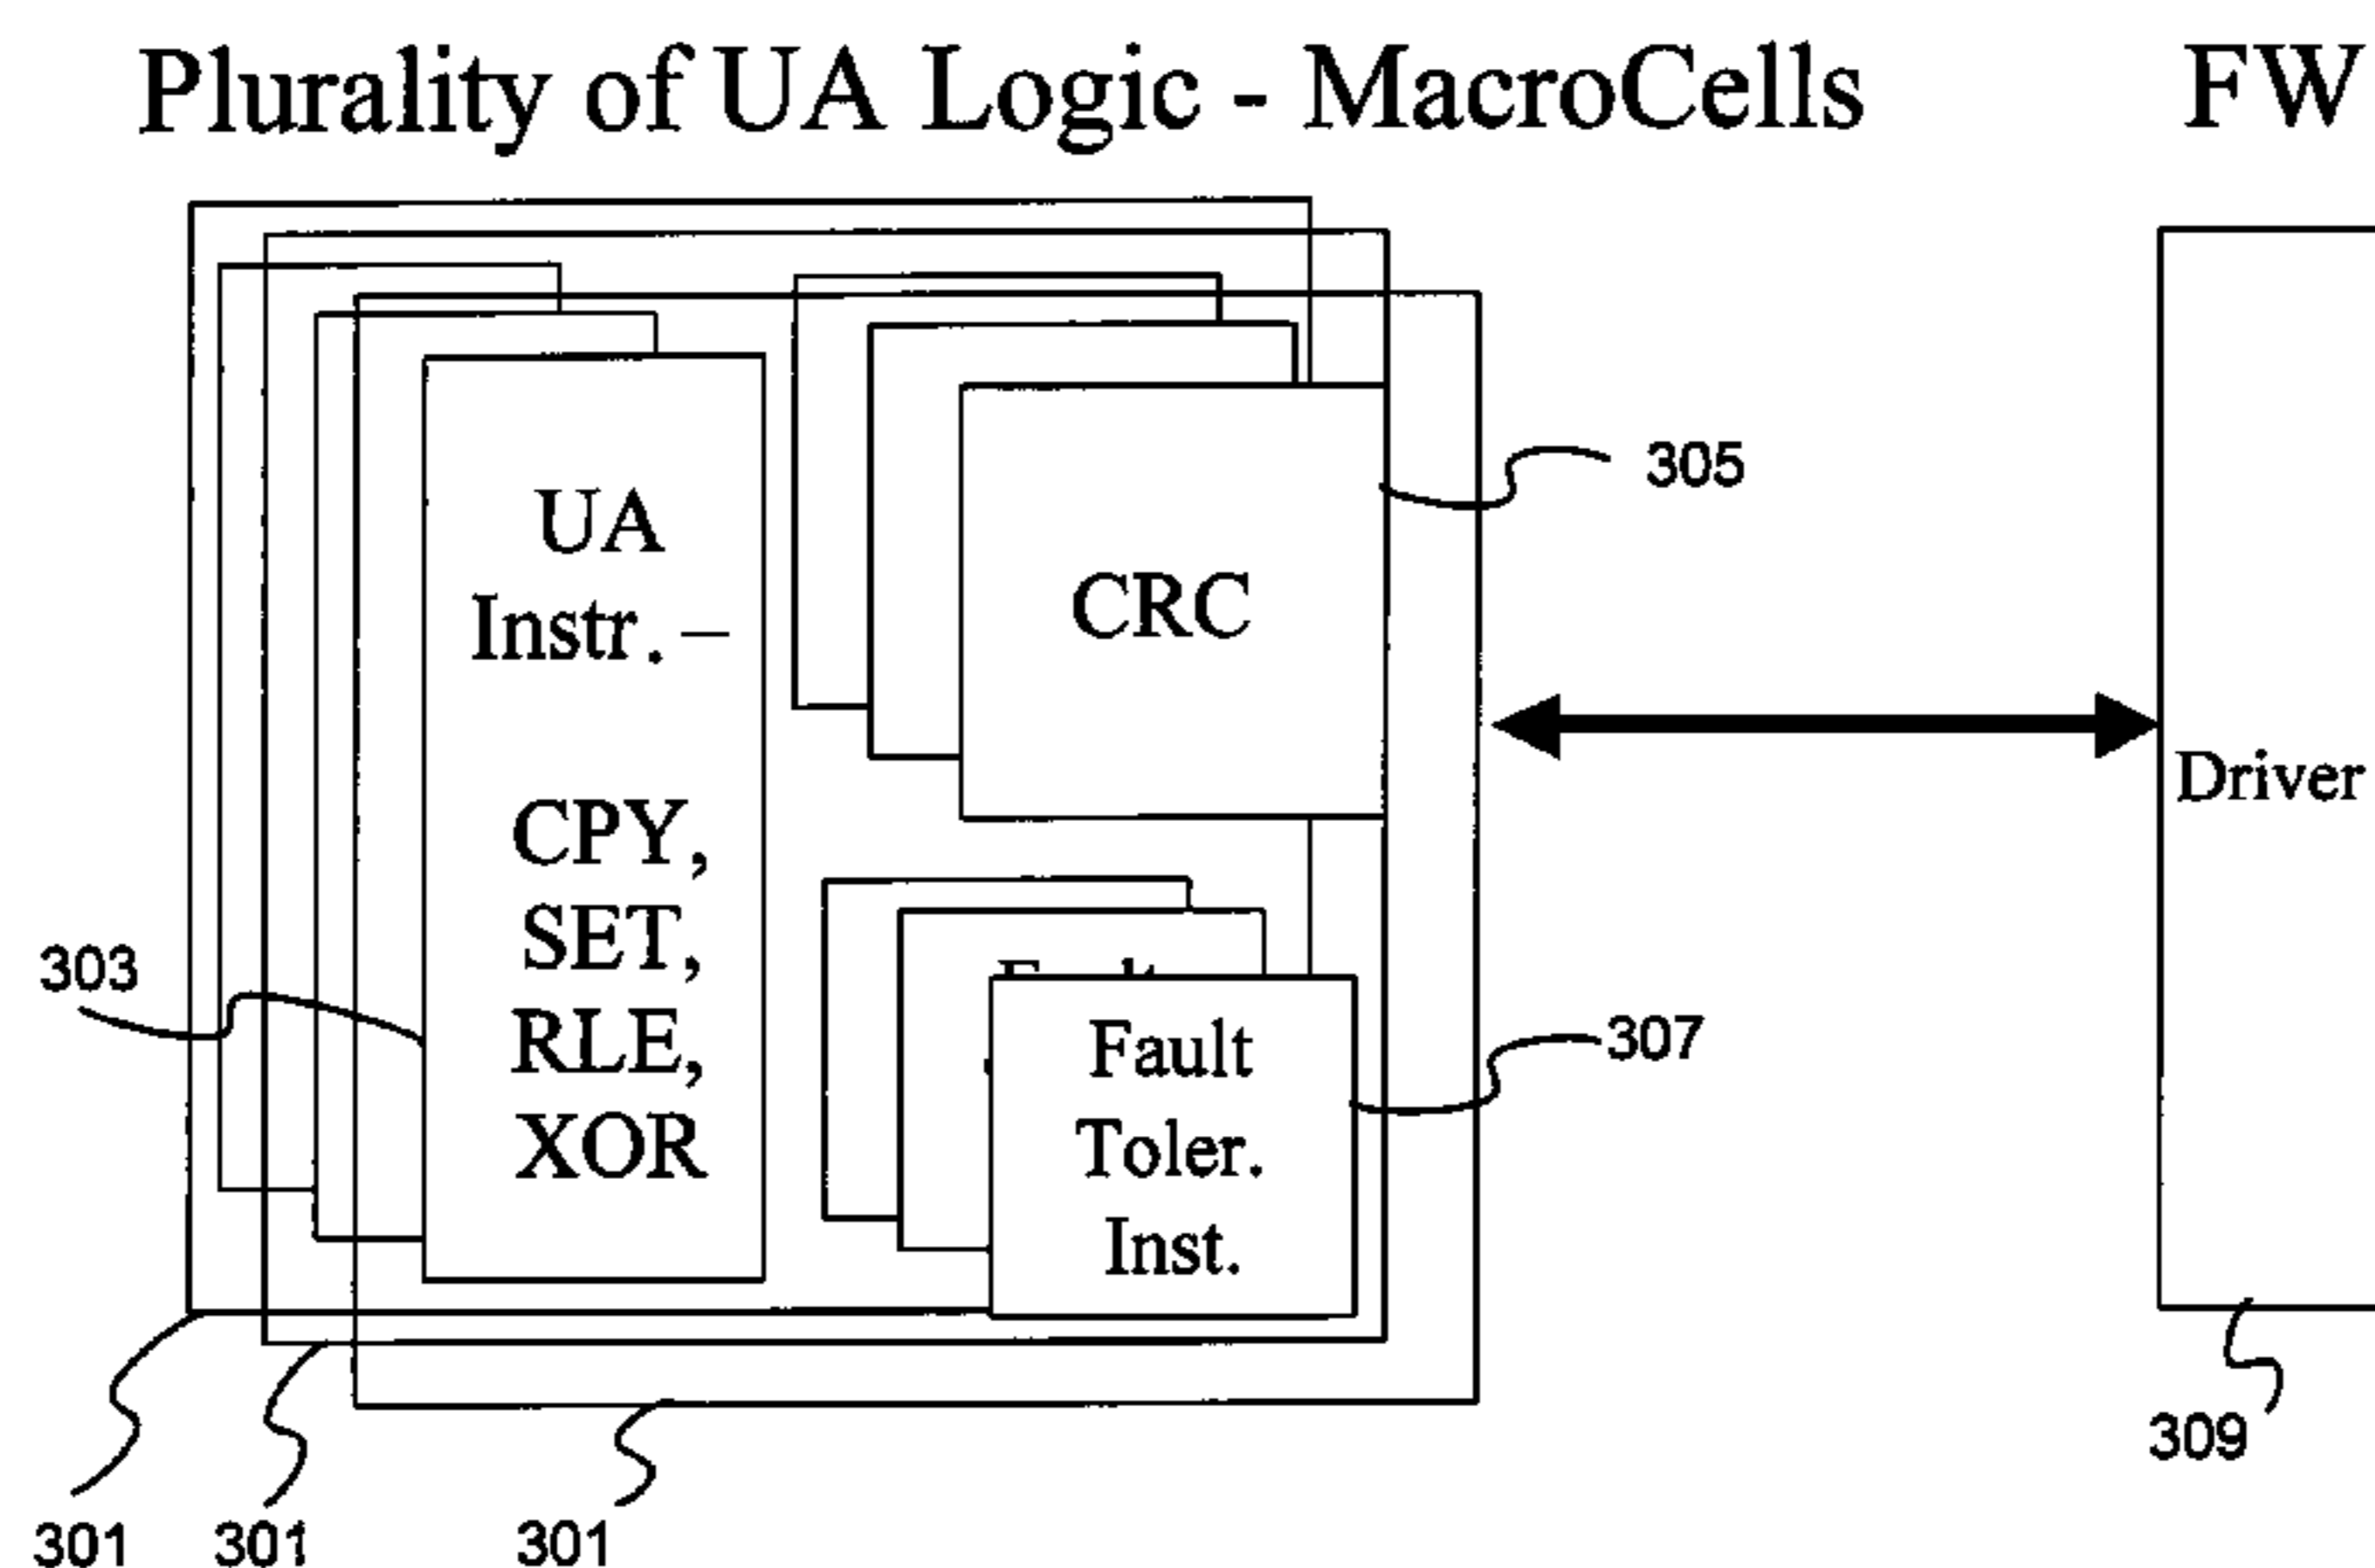 Plurality of UA Logic - MacroCells
FW
UA
Instr. –
CPY,
SET,
RLE,
XOR
CRC
Fault
Toler.
Inst.
Driver
303
305
307
309
301
301
301